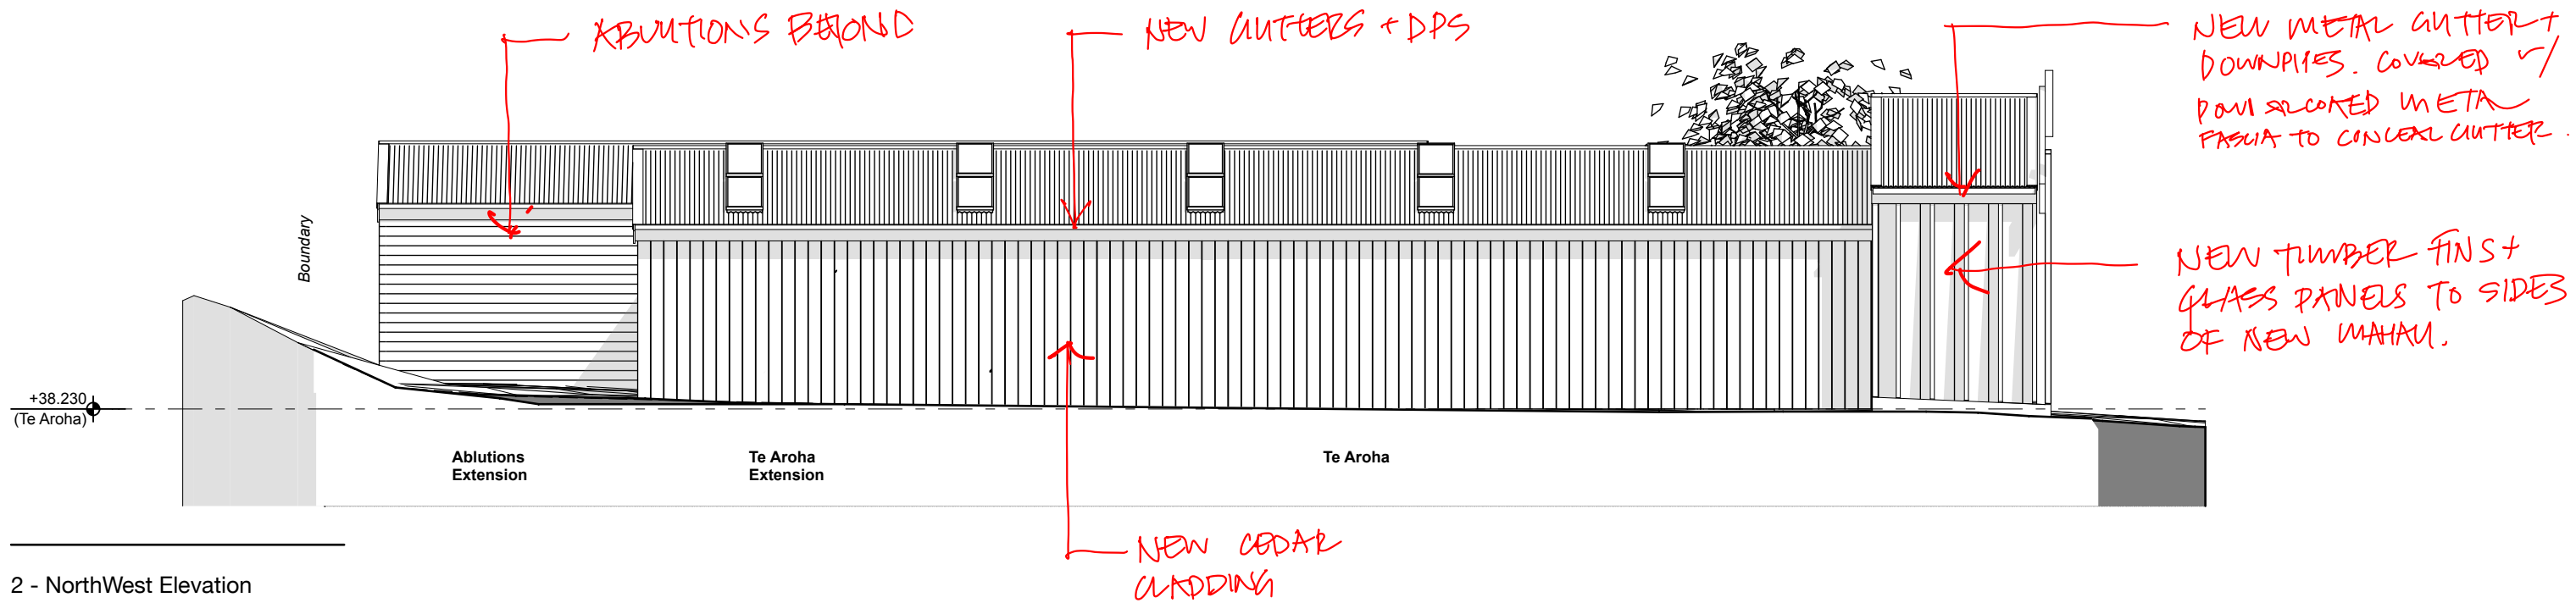 ABLUTIONS BEYOND
NEW GUTTERS + DPS
NEW METAL GUTTER +
DOWNPIPES. COVERED W/
POWDERCOATED METAL
FASCIA TO CONCEAL GUTTER.
Boundary
NEW TIMBER FINS +
GLASS PANELS TO SIDES
OF NEW MAHAU.
+38.230
(Te Aroha)
Ablutions
Extension
Te Aroha
Extension
Te Aroha
NEW CEDAR
CLADDING
2 - NorthWest Elevation